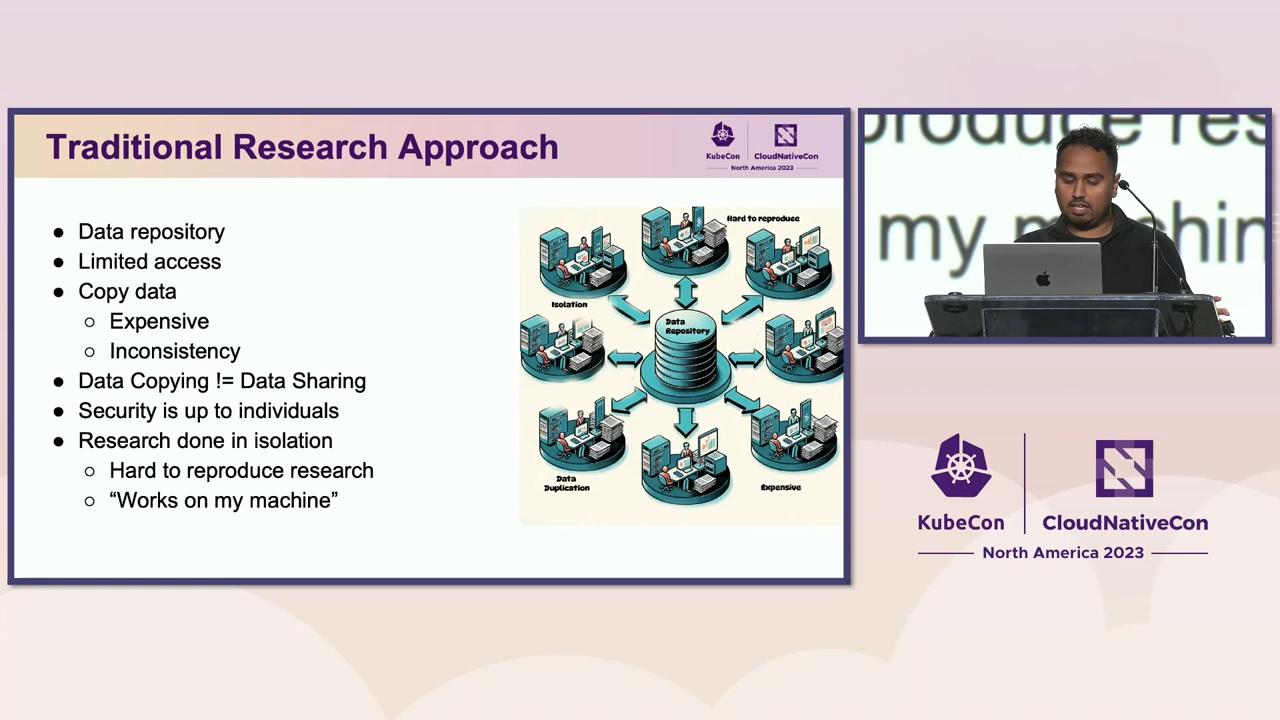 Traditional Research Approach
KubeCon
CloudNativeCon
North America 2023
● Data repository
● Limited access
● Copy data
○ Expensive
○ Inconsistency
● Data Copying != Data Sharing
● Security is up to individuals
● Research done in isolation
○ Hard to reproduce research
○ “Works on my machine”
Hard to reproduce
Isolation
Data
Repository
Data
Duplication
Expensive
produce res
my machin
KubeCon
CloudNativeCon
North America 2023